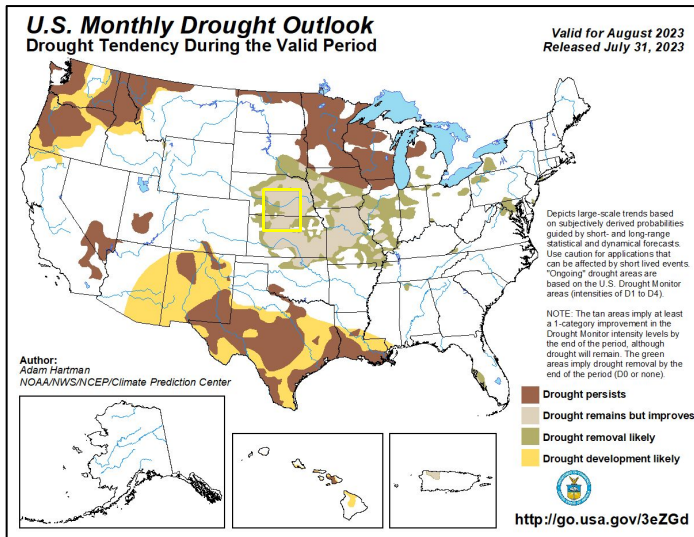 U.S. Monthly Drought Outlook
Drought Tendency During the Valid Period
Valid for August 2023
Released July 31, 2023
Depicts large-scale trends based
on subjectively derived probabilities
guided by short- and long-range
statistical and dynamical forecasts.
Use caution for applications that
can be affected by short lived events.
"Ongoing" drought areas are
based on the U.S. Drought Monitor
areas (intensities of D1 to D4).
NOTE: The tan areas imply at least
a 1-category improvement in the
Drought Monitor intensity levels by
the end of the period, although
drought will remain. The green
areas imply drought removal by the
end of the period (D0 or none).
Author:
Adam Hartman
NOAA/NWS/NCEP/Climate Prediction Center
Drought persists
Drought remains but improves
Drought removal likely
Drought development likely
http://go.usa.gov/3eZGd